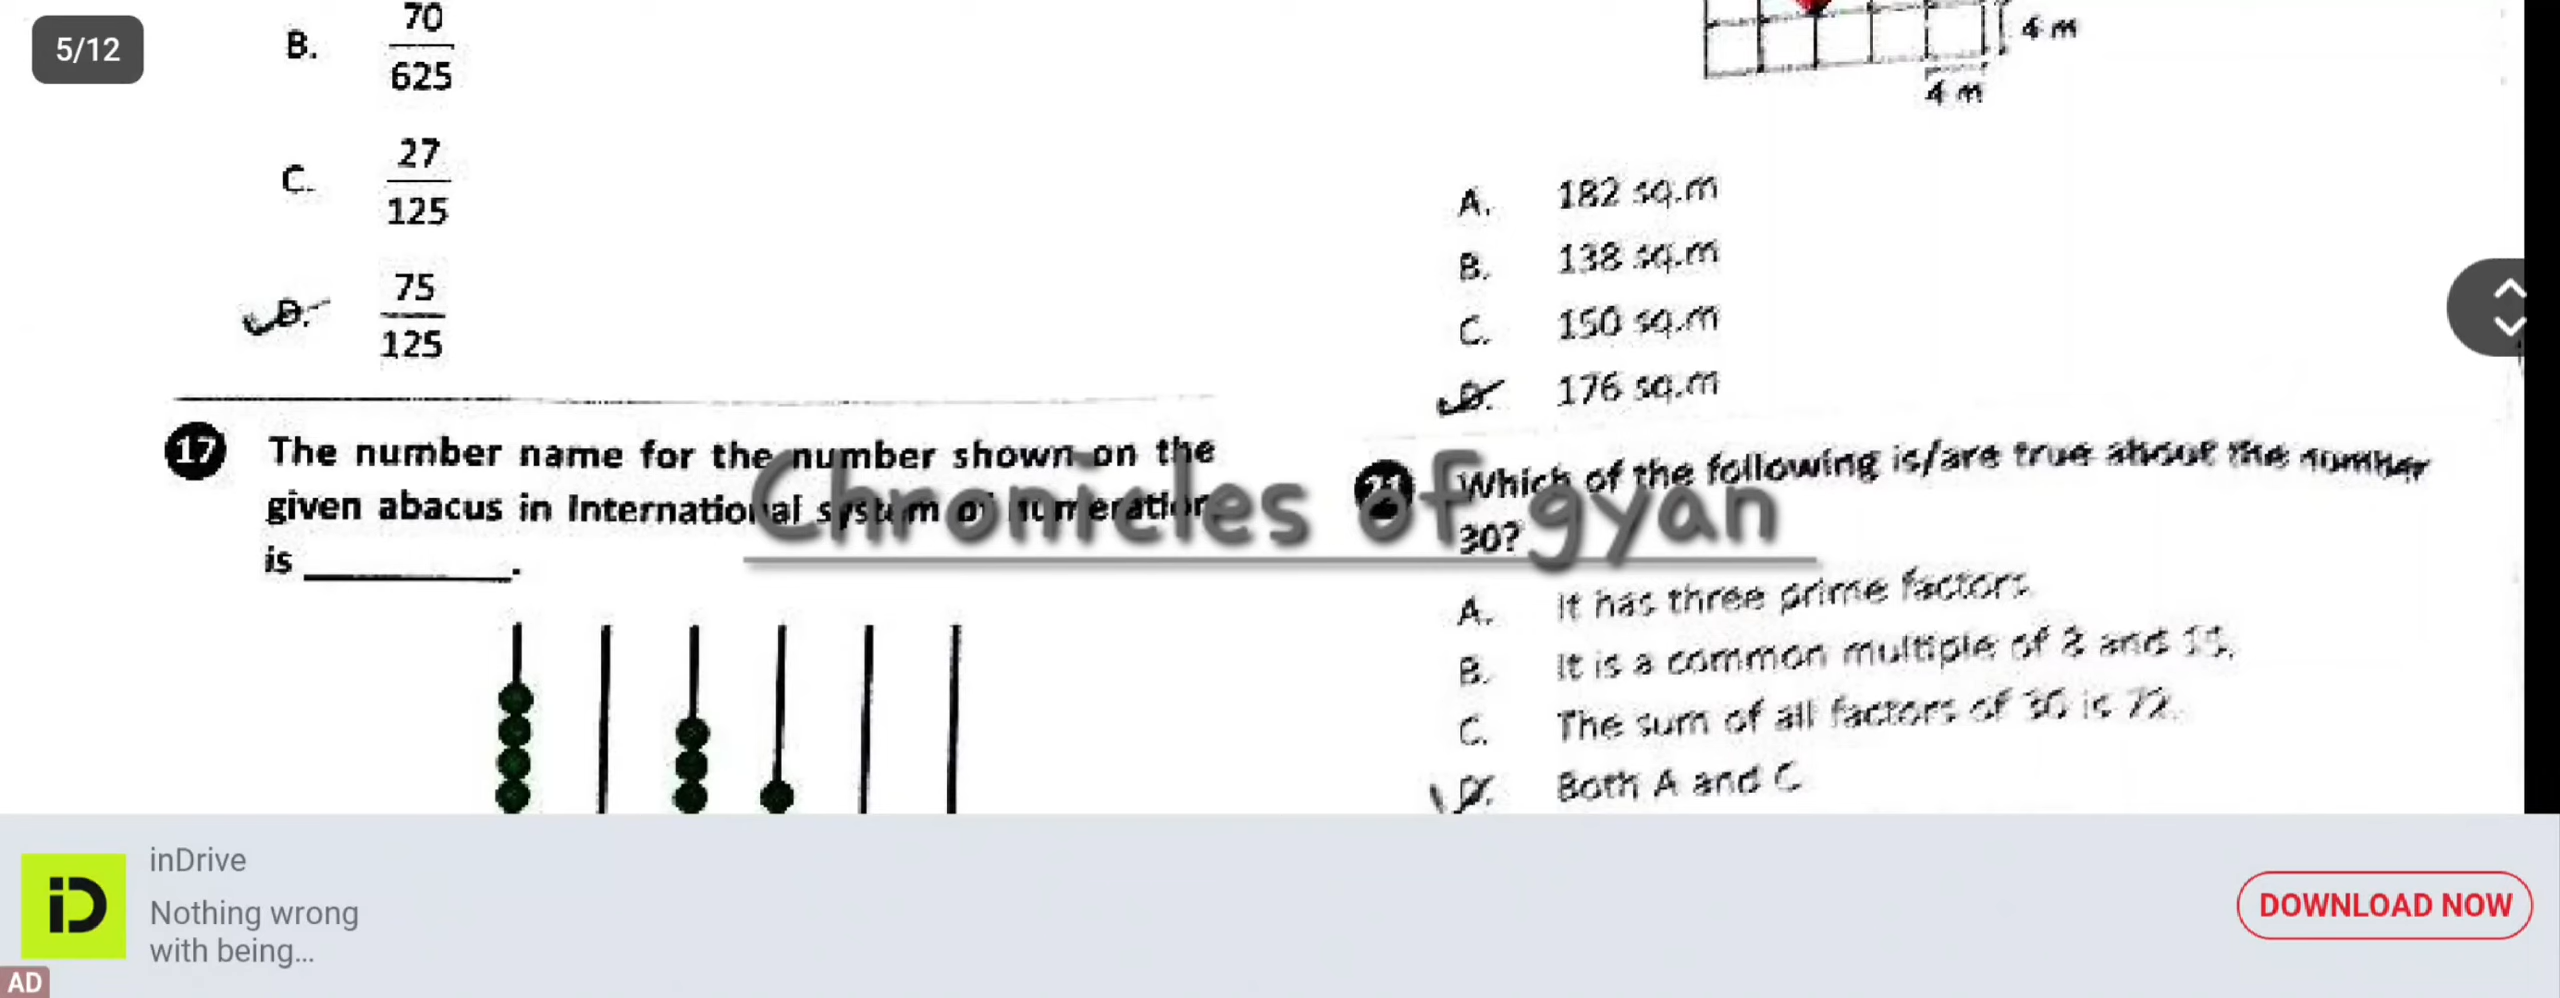 5/12
B. 70/625
C. 27/125
D. 75/125
17 The number name for the number shown on the
given abacus in International system of numeration
is ________.
4 m
4 m
A. 182 sq.m
B. 138 sq.m
C. 150 sq.m
D. 176 sq.m
Which of the following is/are true about the number
30?
A. It has three prime factors.
B. It is a common multiple of and
C. The sum of all factors of 30 is 72.
D. Both A and C
Chronicles of gyan
inDrive
Nothing wrong
with being...
DOWNLOAD NOW
AD